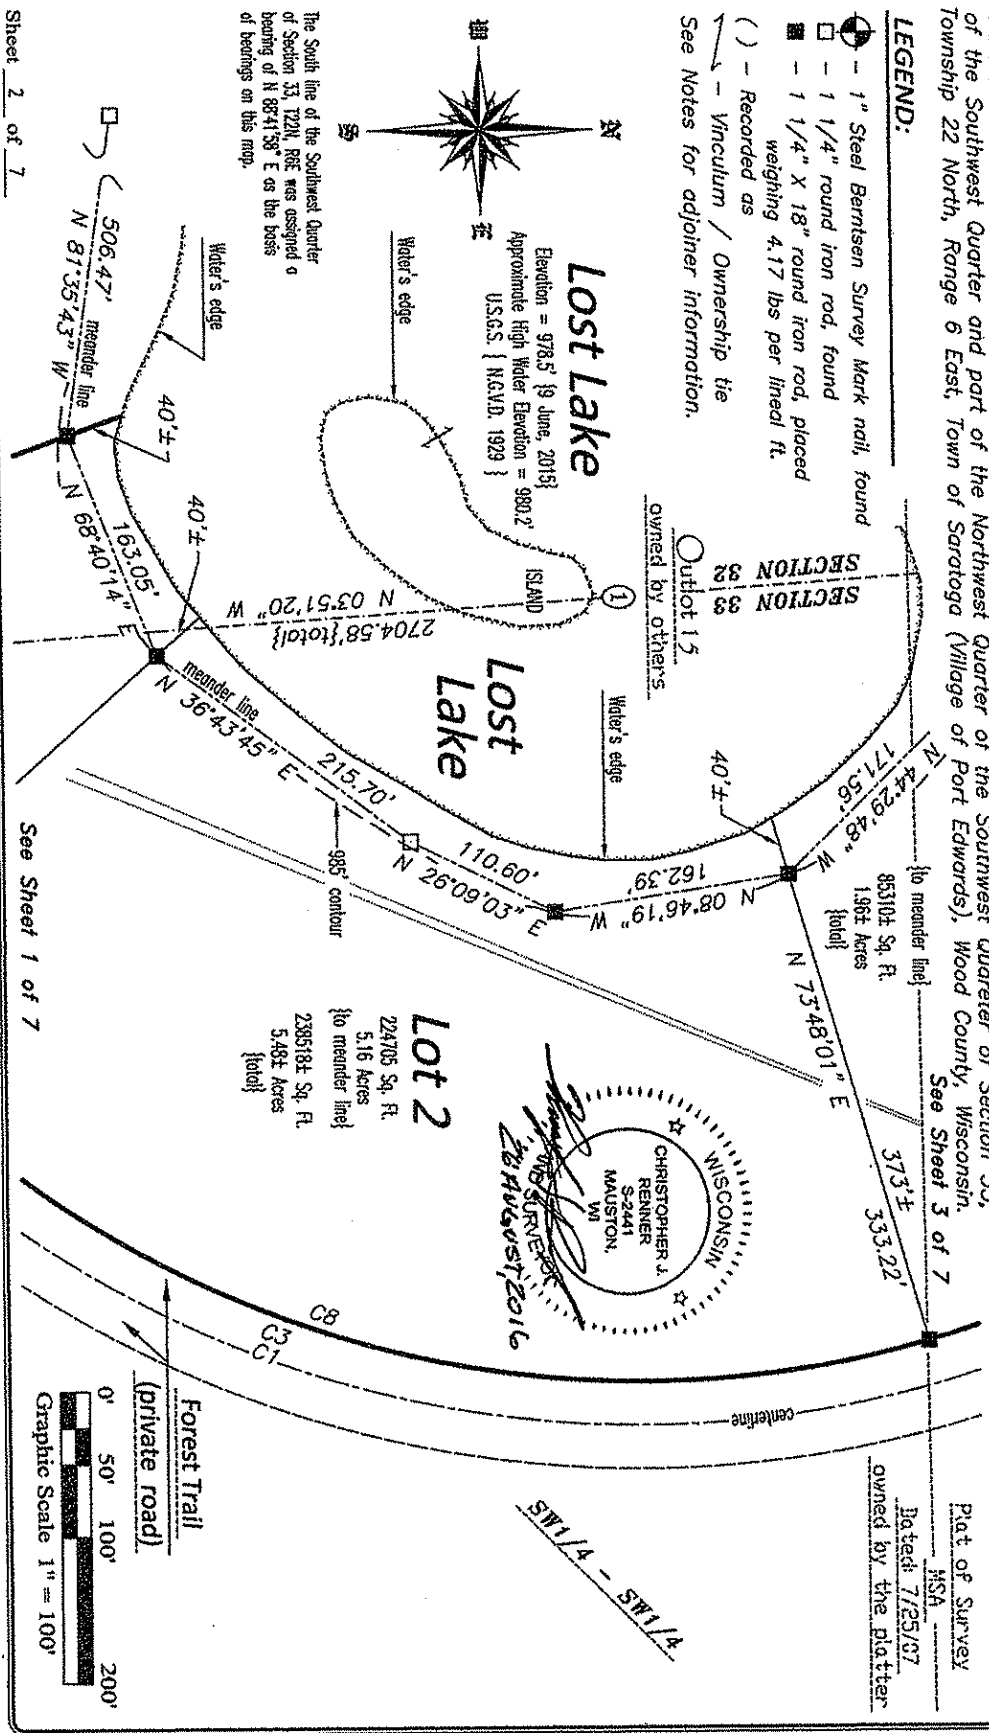 of the Southwest Quarter and part of the Northwest Quarter of the Southwest Quareter of Section 33,
Township 22 North, Range 6 East, Town of Saratoga (Village of Port Edwards), Wood County, Wisconsin.
LEGEND:
- 1" Steel Berntsen Survey Mark nail, found
- 1 1/4" round iron rod, found
- 1 1/4" X 18" round iron rod, placed
weighing 4.17 lbs per lineal ft.
( ) - Recorded as
- Vinculum / Ownership tie
See Notes for adjoiner information.
N
E
S
W
The South line of the Southwest Quarter
of Section 33, T22N, R6E was assigned a
bearing of N 88°41'58" E as the basis
of bearings on this map.
Lost Lake
Elevation = 978.5' {9 June, 2015}
Approximate High Water Elevation = 980.2'
U.S.G.S. { N.G.V.D. 1929 }
Water's edge
Water's edge
ISLAND
Outlot 15
owned by others
SECTION 32
SECTION 33
1
N 03°51'20" W
2704.58'{total}
Lost
Lake
Water's edge
506.47'
meander line
N 81°35'43" W
40'±
163.05'
N 68°40'14" E
40'±
meander line
215.70'
N 36°43'45" E
985' contour
110.60'
N 26°09'03" E
162.39'
N 08°46'19" W
40'±
171.56'
N 44°29'48" W
{to meander line}
85310± Sq. Ft.
1.96± Acres
{total}
See Sheet 3 of 7
N 73°48'01" E
373'±
333.22'
Lot 2
224705 Sq. Ft.
5.16 Acres
{to meander line}
238518± Sq. Ft.
5.48± Acres
{total}
WISCONSIN
CHRISTOPHER J.
RENNER
S-2441
MAUSTON,
WI
SURVEYOR
26 AUGUST, 2016
C8
C3
C1
centerline
Plat of Survey
MSA
Dated: 7/25/07
owned by the platter
SW1/4 - SW1/4
Forest Trail
(private road)
0' 50' 100' 200'
Graphic Scale 1" = 100'
See Sheet 1 of 7
Sheet 2 of 7